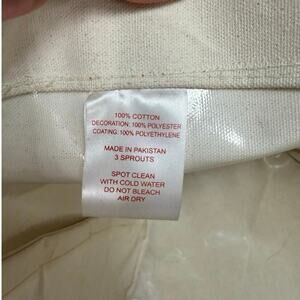 100% COTTON
DECORATION: 100% POLYESTER
COATING: 100% POLYETHYLENE
MADE IN PAKISTAN
3 SPROUTS
SPOT CLEAN
WITH COLD WATER
DO NOT BLEACH
AIR DRY